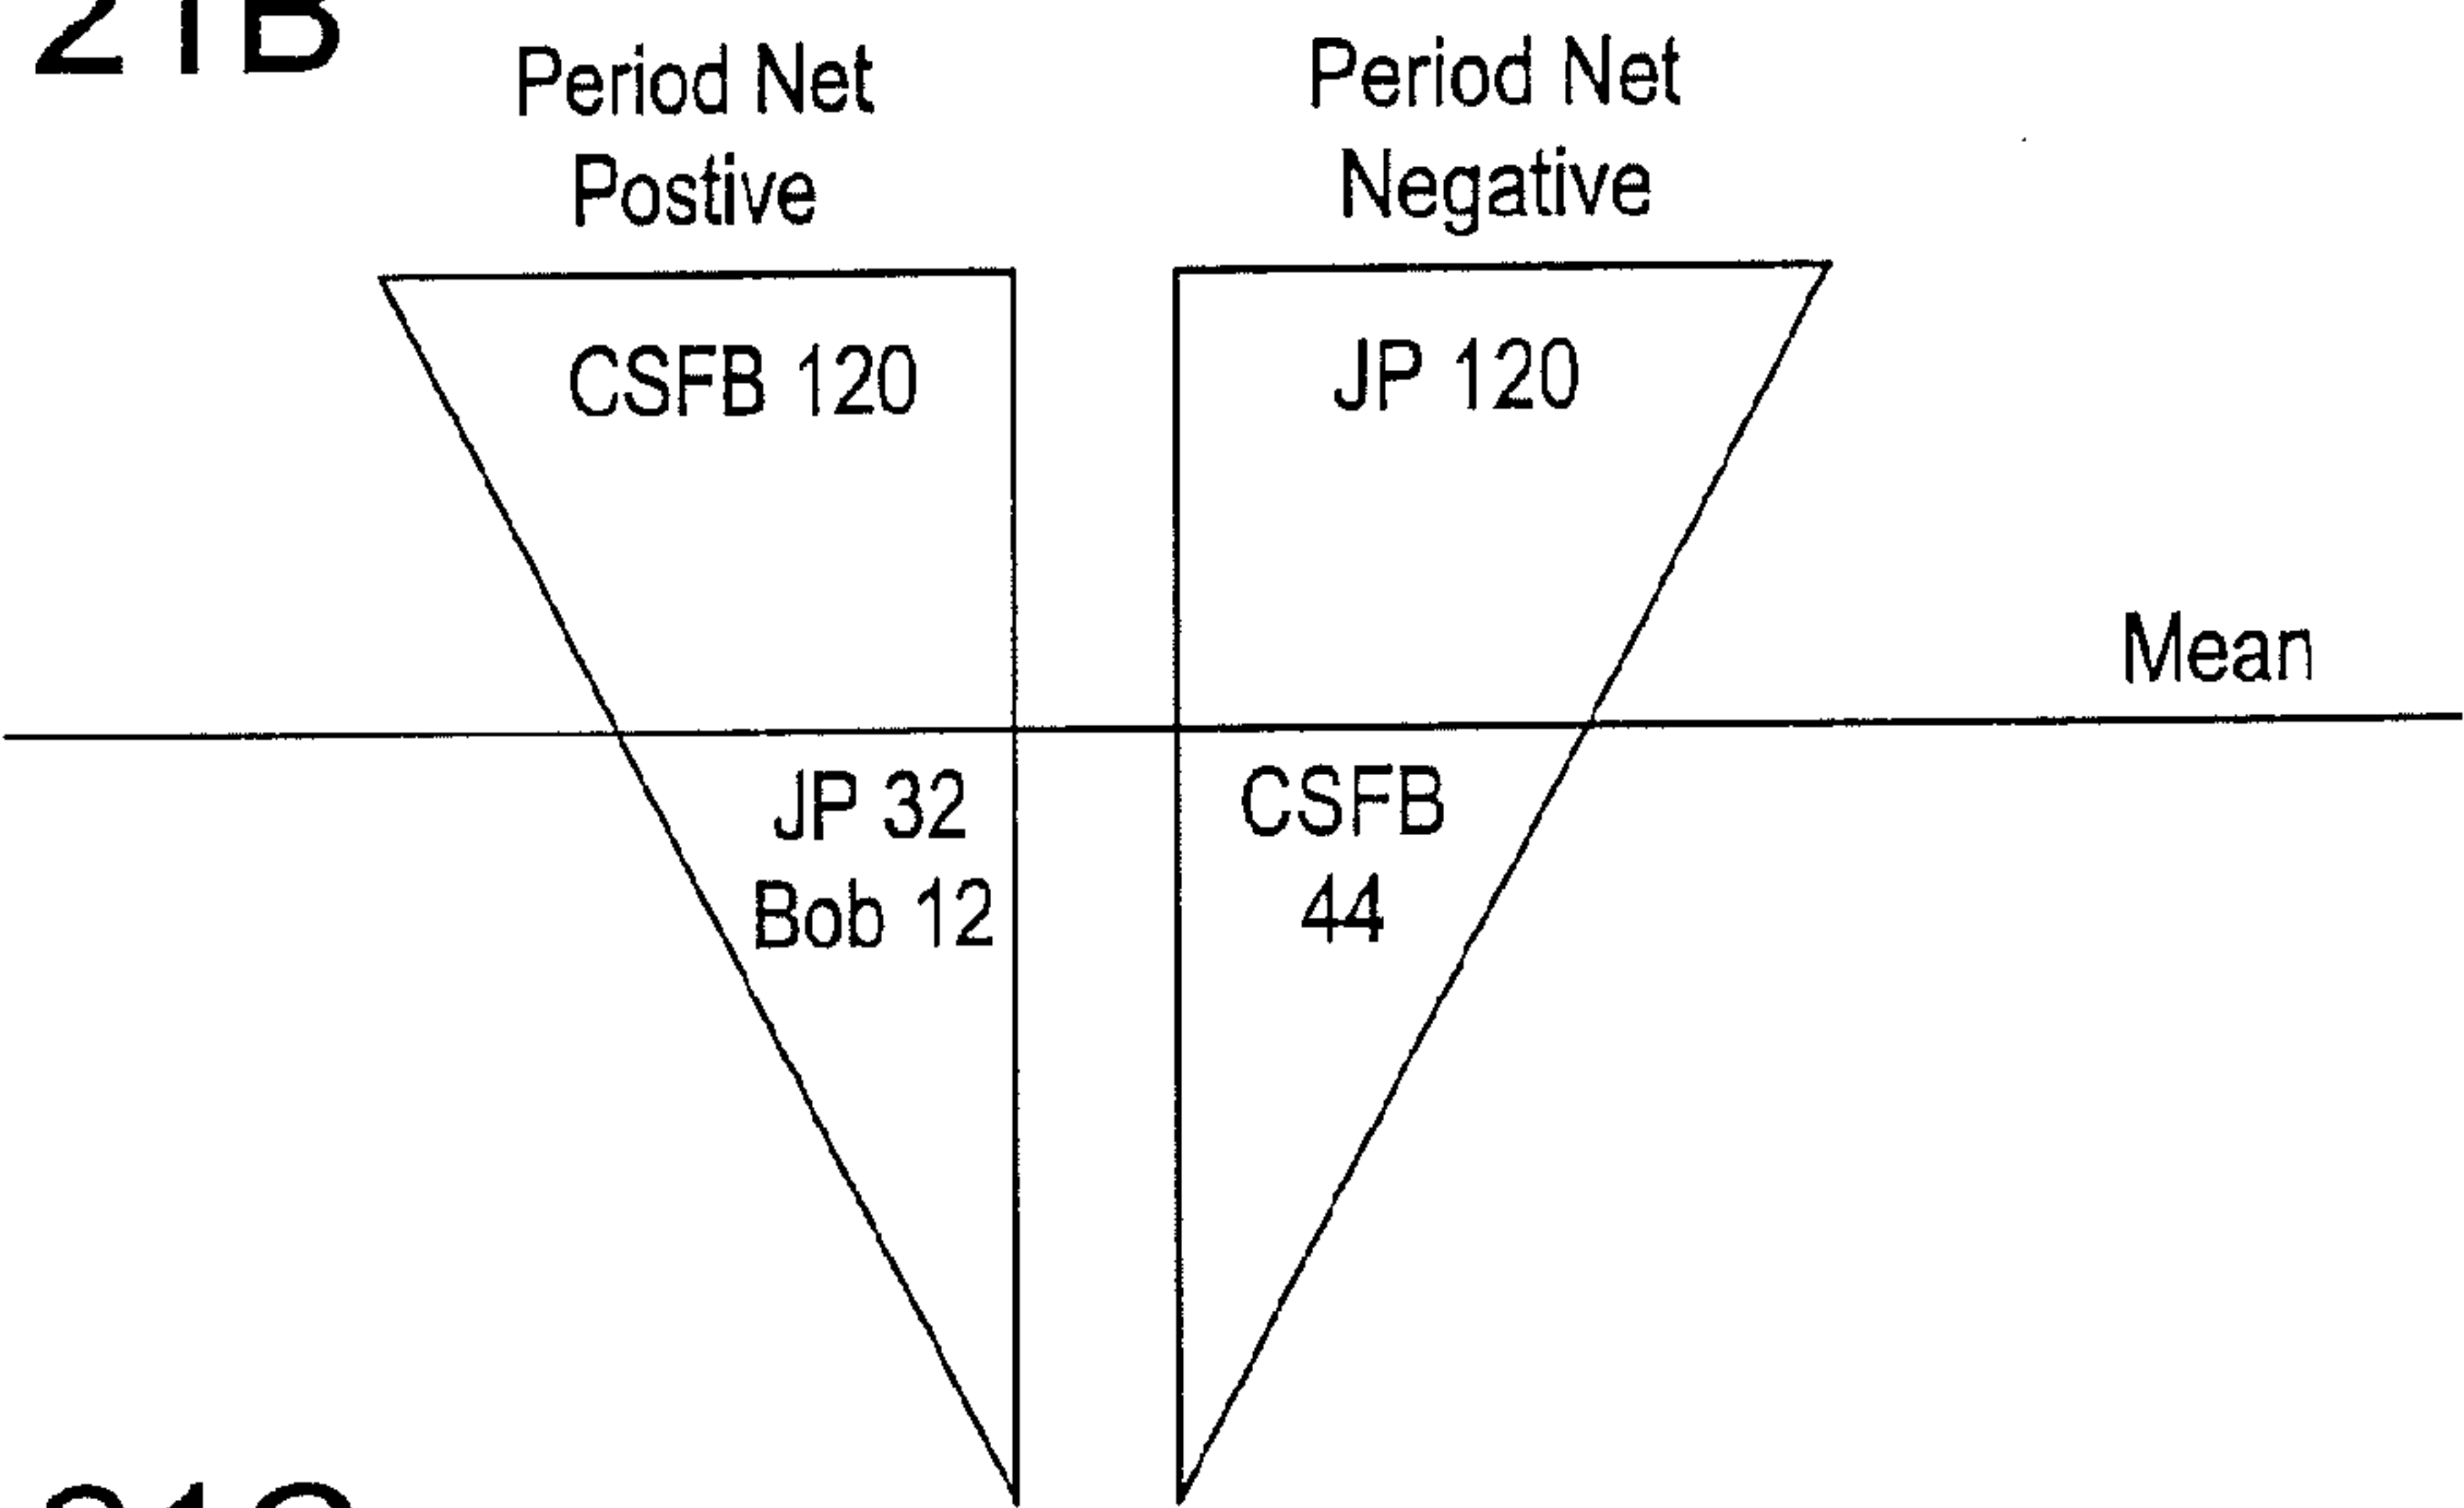 21B
Period Net
Postive
Period Net
Negative
CSFB 120
JP 120
Mean
JP 32
Bob 12
CSFB
44